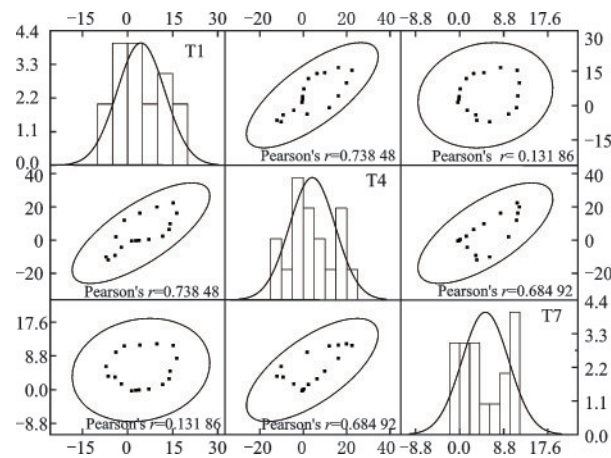 −15 0 15 30 −20 0 20 40 −8.8 0.0 8.8 17.6
4.4
3.3
2.2
1.1
0.0
T1
Pearson's r=0.738 48
Pearson's r= 0.131 86
30
15
0
−15
40
20
0
−20
Pearson's r=0.738 48
T4
Pearson's r=0.684 92
40
20
0
−20
17.6
8.8
0.0
−8.8
Pearson's r=0.131 86
Pearson's r=0.684 92
T7
4.4
3.3
2.2
1.1
0.0
−15 0 15 30 −20 0 20 40 −8.8 0.0 8.8 17.6